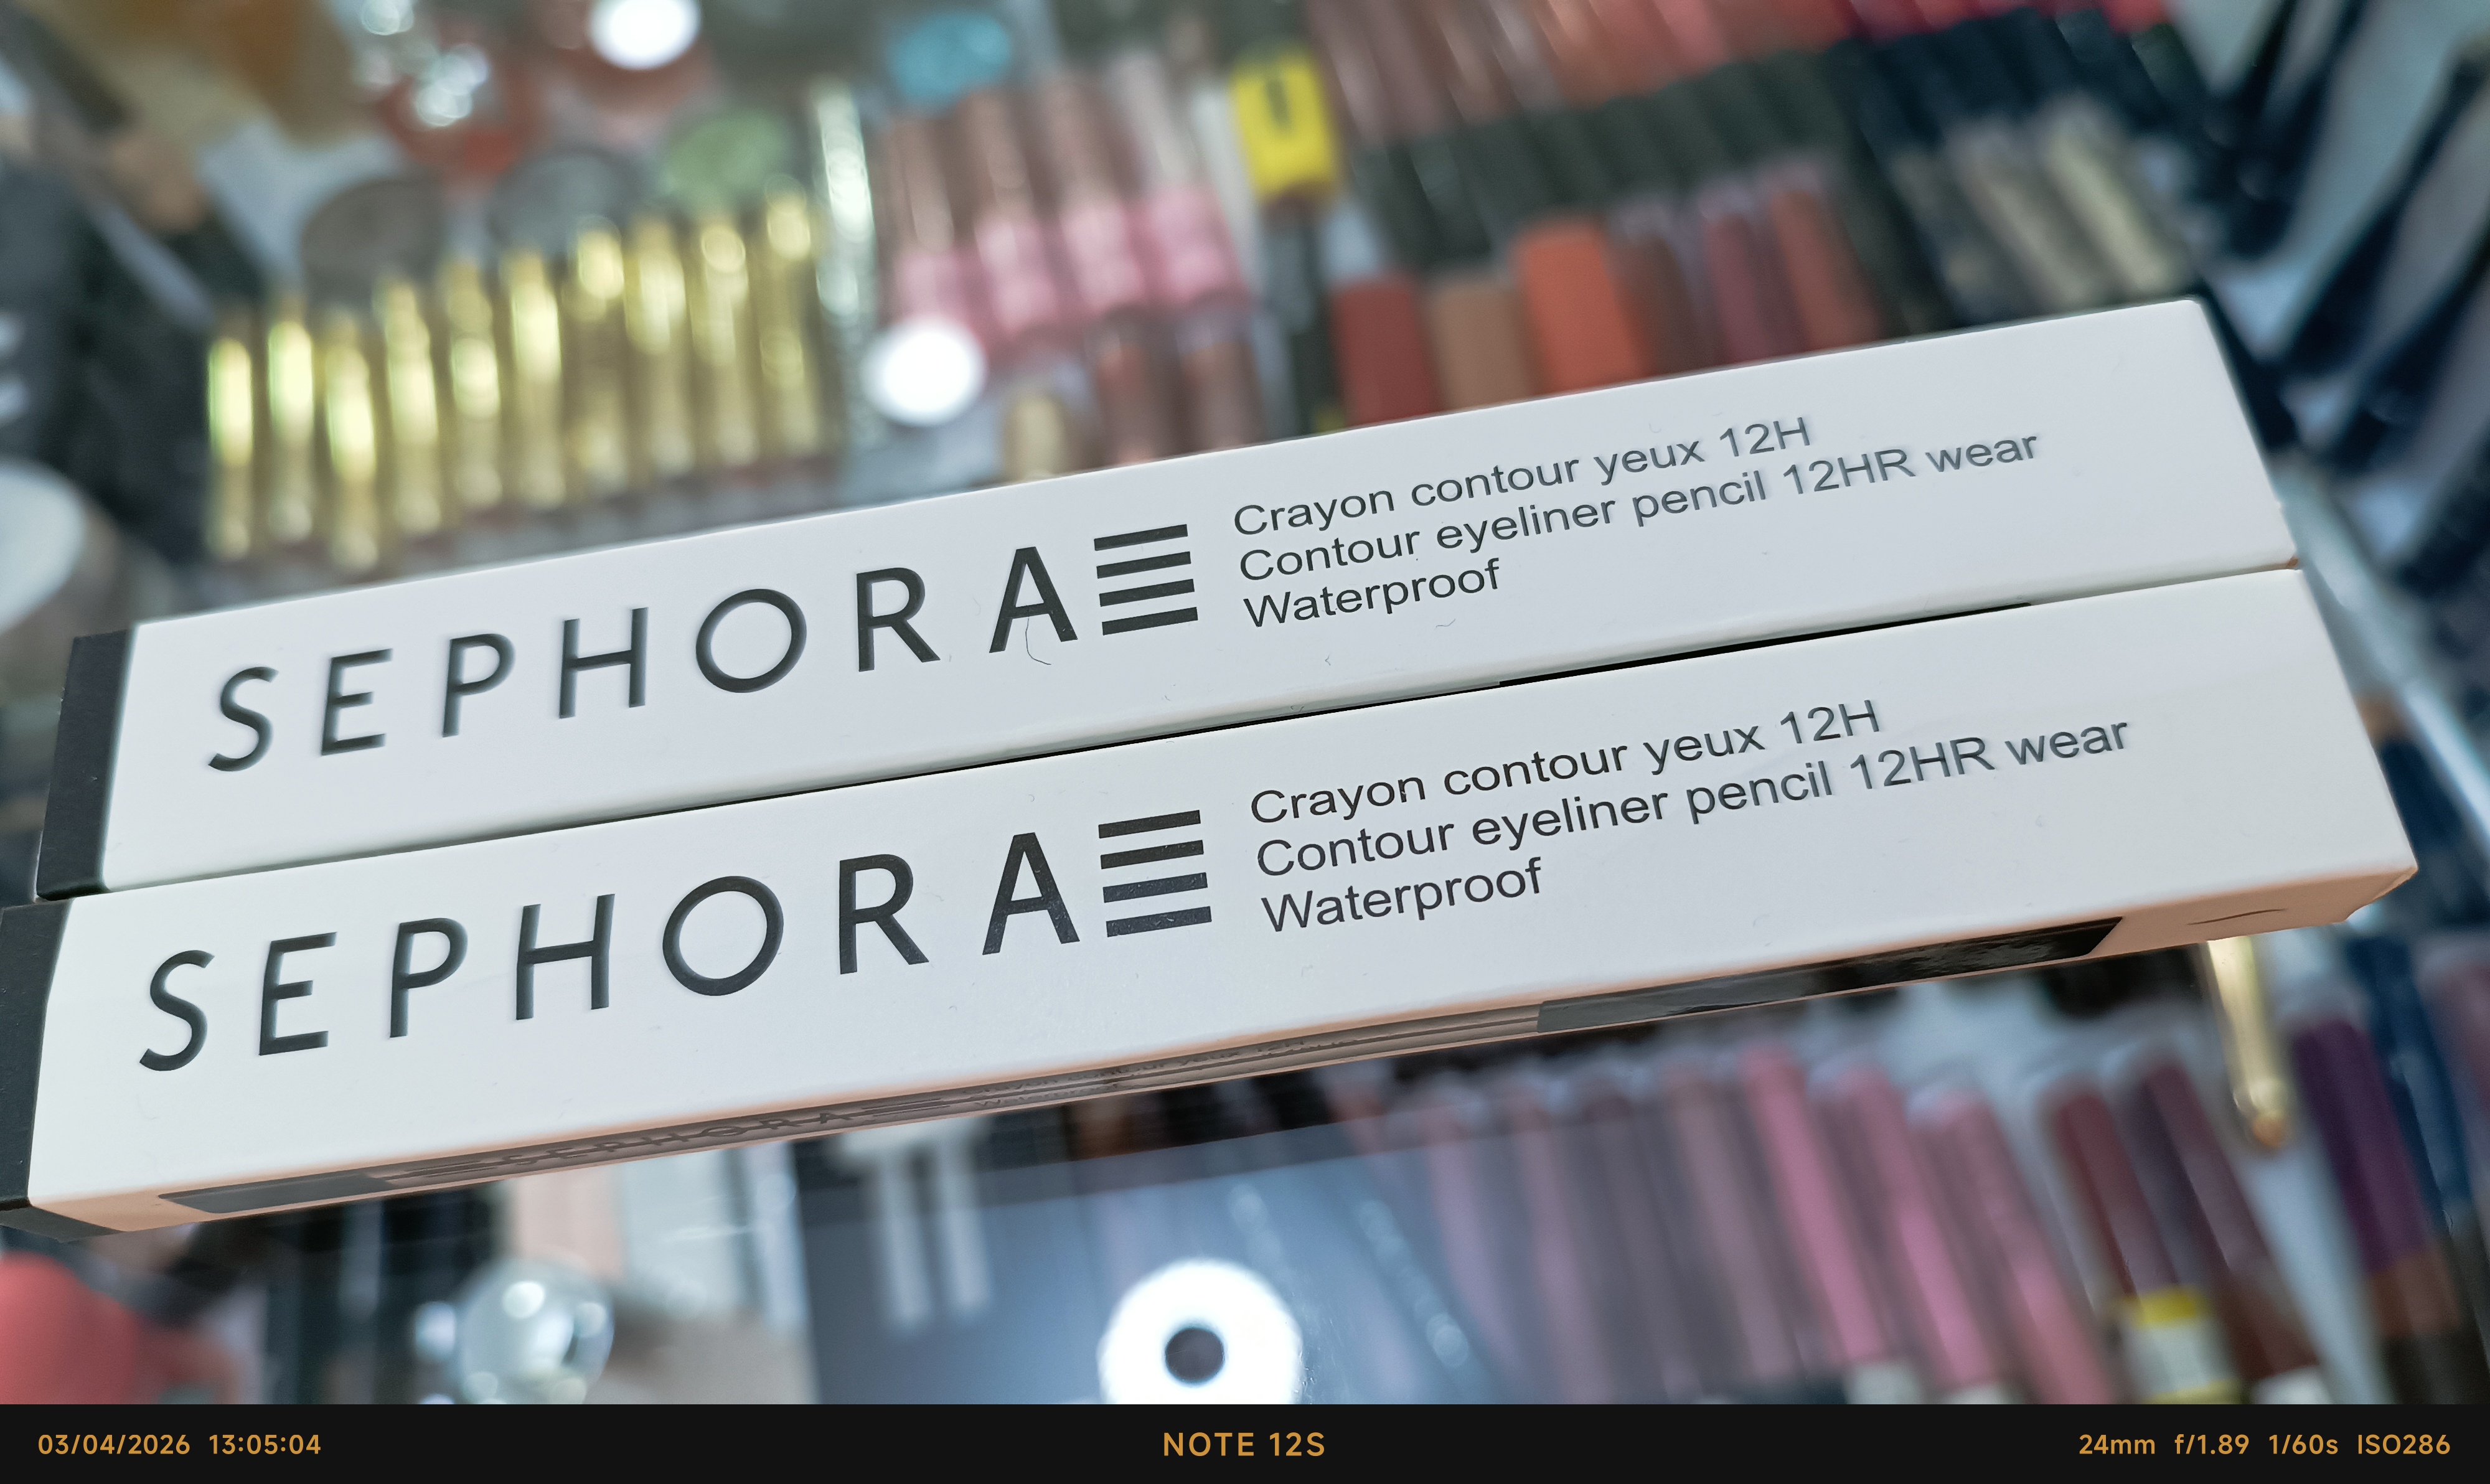 SEPHORA
Crayon contour yeux 12H
Contour eyeliner pencil 12HR wear
Waterproof
SEPHORA
Crayon contour yeux 12H
Contour eyeliner pencil 12HR wear
Waterproof
SEPHORA
03/04/2026 13:05:04
NOTE 12S
24mm f/1.89 1/60s ISO286